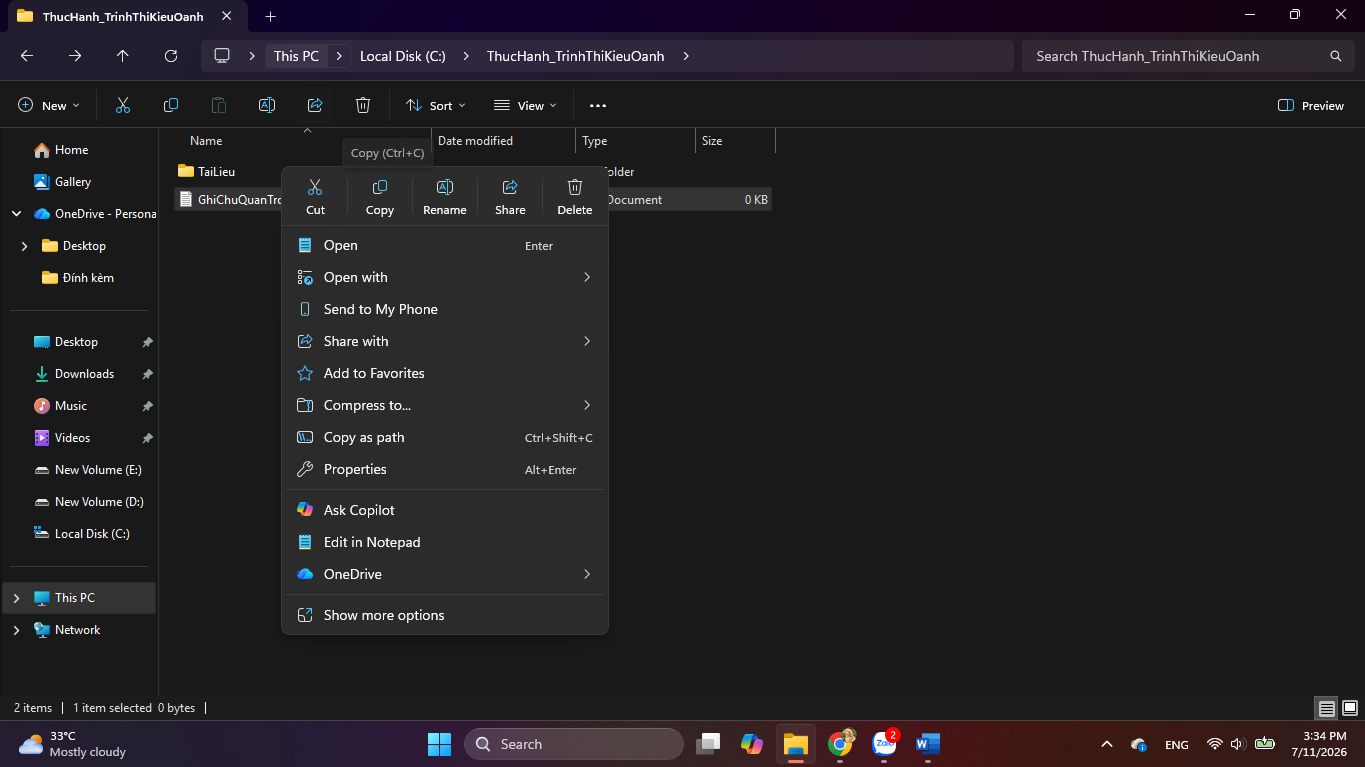 ThucHanh_TrinhThiKieuOanh
This PC
Local Disk (C:)
ThucHanh_TrinhThiKieuOanh
Search ThucHanh_TrinhThiKieuOanh
New
Sort
View
Preview
Name
Date modified
Type
Size
Copy (Ctrl+C)
Home
Gallery
OneDrive - Persona
Desktop
Đính kèm
Desktop
Downloads
Music
Videos
New Volume (E:)
New Volume (D:)
Local Disk (C:)
This PC
Network
TaiLieu
older
GhiChuQuanTro
Document
0 KB
Cut
Copy
Rename
Share
Delete
Open Enter
Open with
Send to My Phone
Share with
Add to Favorites
Compress to...
Copy as path Ctrl+Shift+C
Properties Alt+Enter
Ask Copilot
Edit in Notepad
OneDrive
Show more options
2 items
1 item selected 0 bytes
33°C
Mostly cloudy
Search
Zalo
2
ENG
3:34 PM
7/11/2026